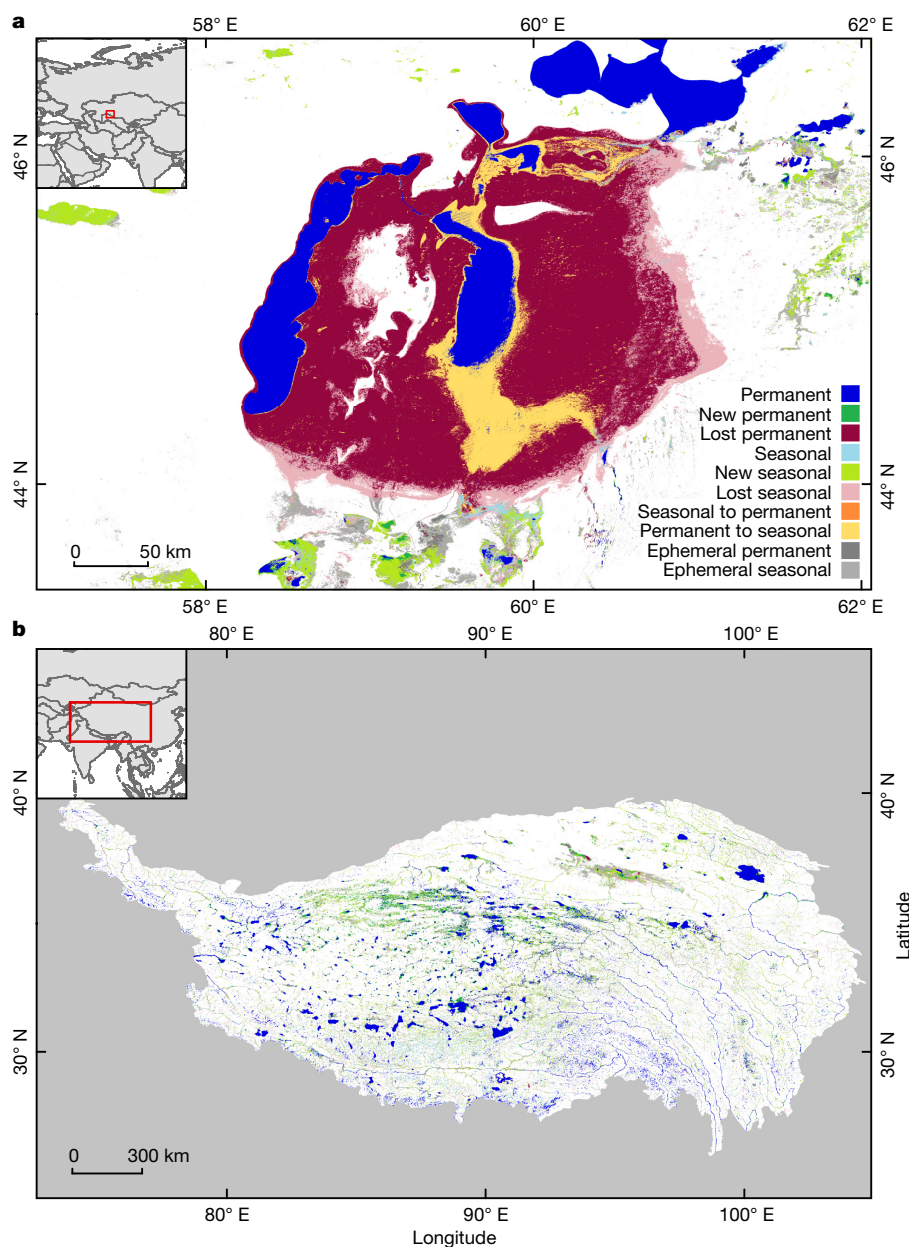 a
58° E 60° E 62° E
46° N 46° N
44° N 44° N
Permanent
New permanent
Lost permanent
Seasonal
New seasonal
Lost seasonal
Seasonal to permanent
Permanent to seasonal
Ephemeral permanent
Ephemeral seasonal
0 50 km
58° E 60° E 62° E
b
80° E 90° E 100° E
40° N 40° N
Latitude
30° N 30° N
0 300 km
80° E 90° E 100° E
Longitude